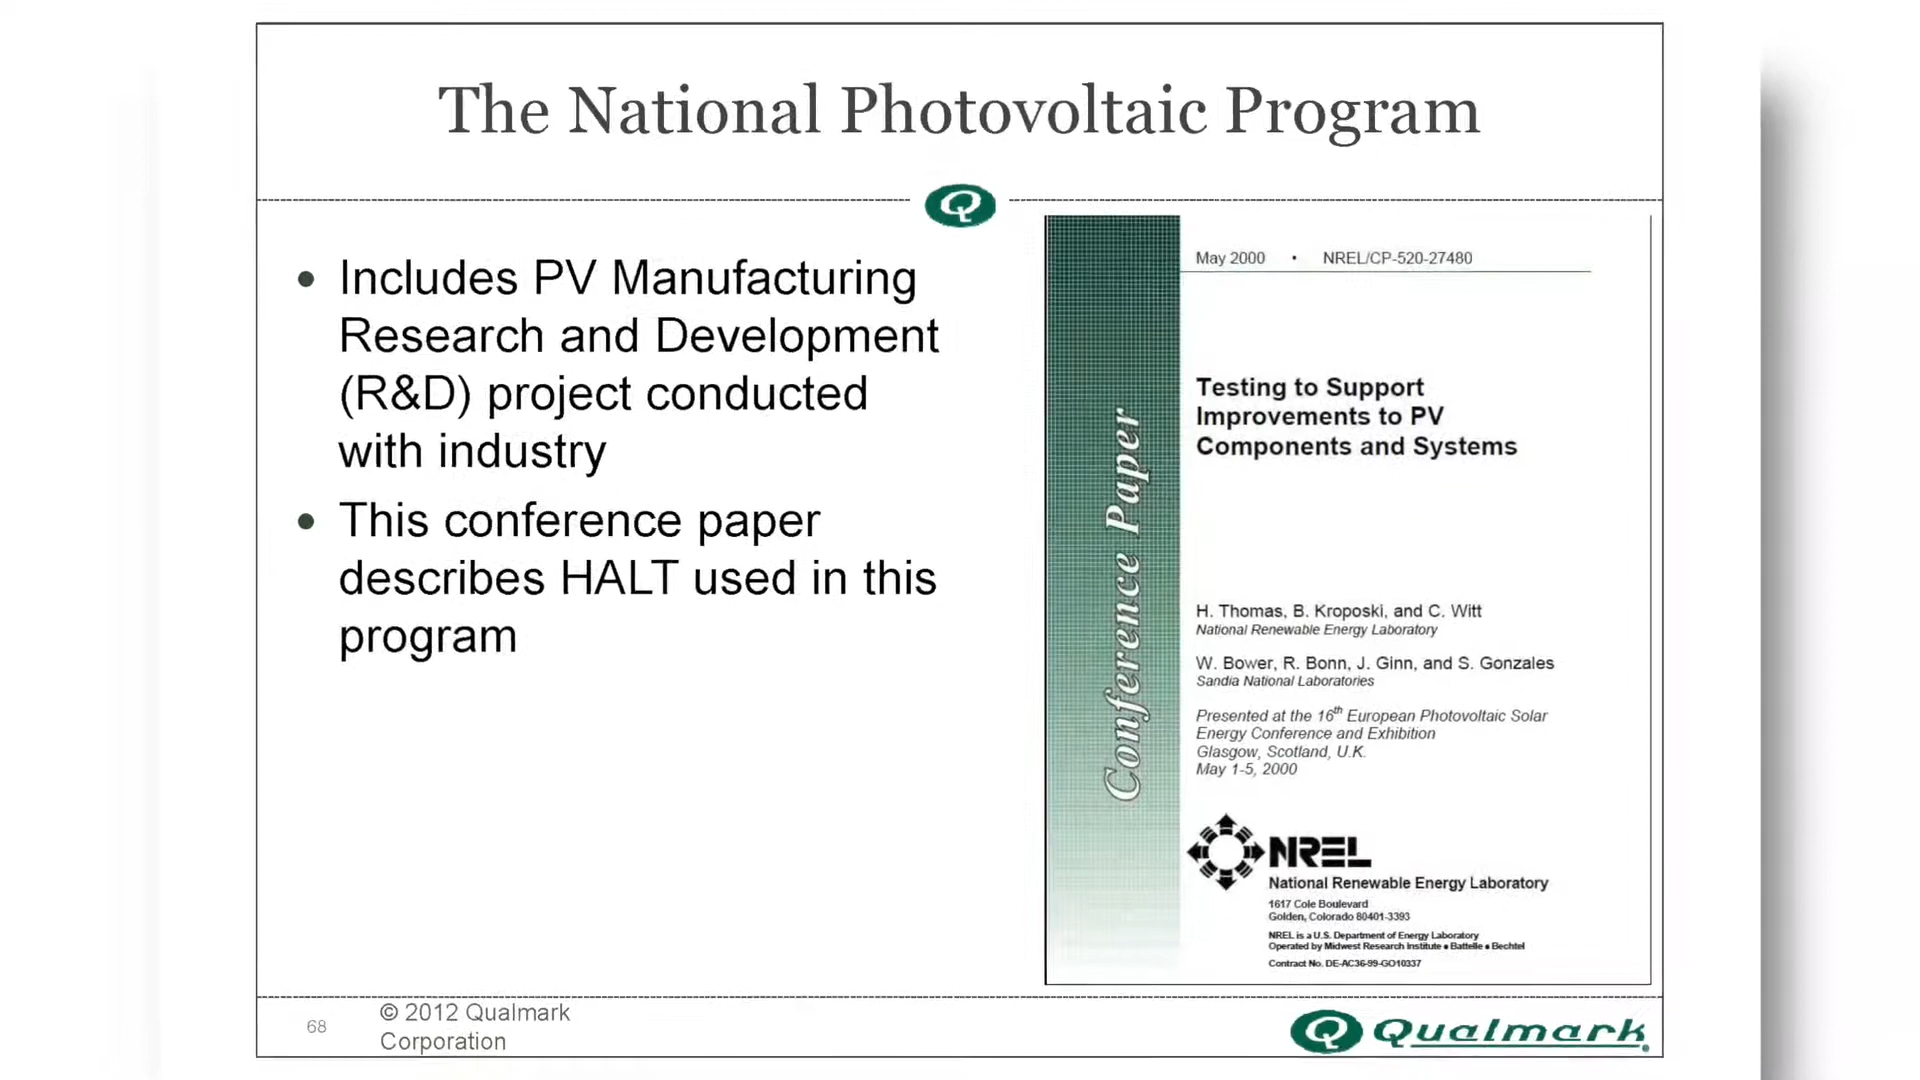 The National Photovoltaic Program
Q
• Includes PV Manufacturing
Research and Development
(R&D) project conducted
with industry
• This conference paper
describes HALT used in this
program
Conference Paper
May 2000 • NREL/CP-520-27480
Testing to Support
Improvements to PV
Components and Systems
H. Thomas, B. Kroposki, and C. Witt
National Renewable Energy Laboratory
W. Bower, R. Bonn, J. Ginn, and S. Gonzales
Sandia National Laboratories
Presented at the 16th European Photovoltaic Solar
Energy Conference and Exhibition
Glasgow, Scotland, U.K.
May 1-5, 2000
NREL
National Renewable Energy Laboratory
1617 Cole Boulevard
Golden, Colorado 80401-3393
NREL is a U.S. Department of Energy Laboratory
Operated by Midwest Research Institute • Battelle • Bechtel
Contract No. DE-AC36-99-GO10337
68
© 2012 Qualmark
Corporation
Q Qualmark